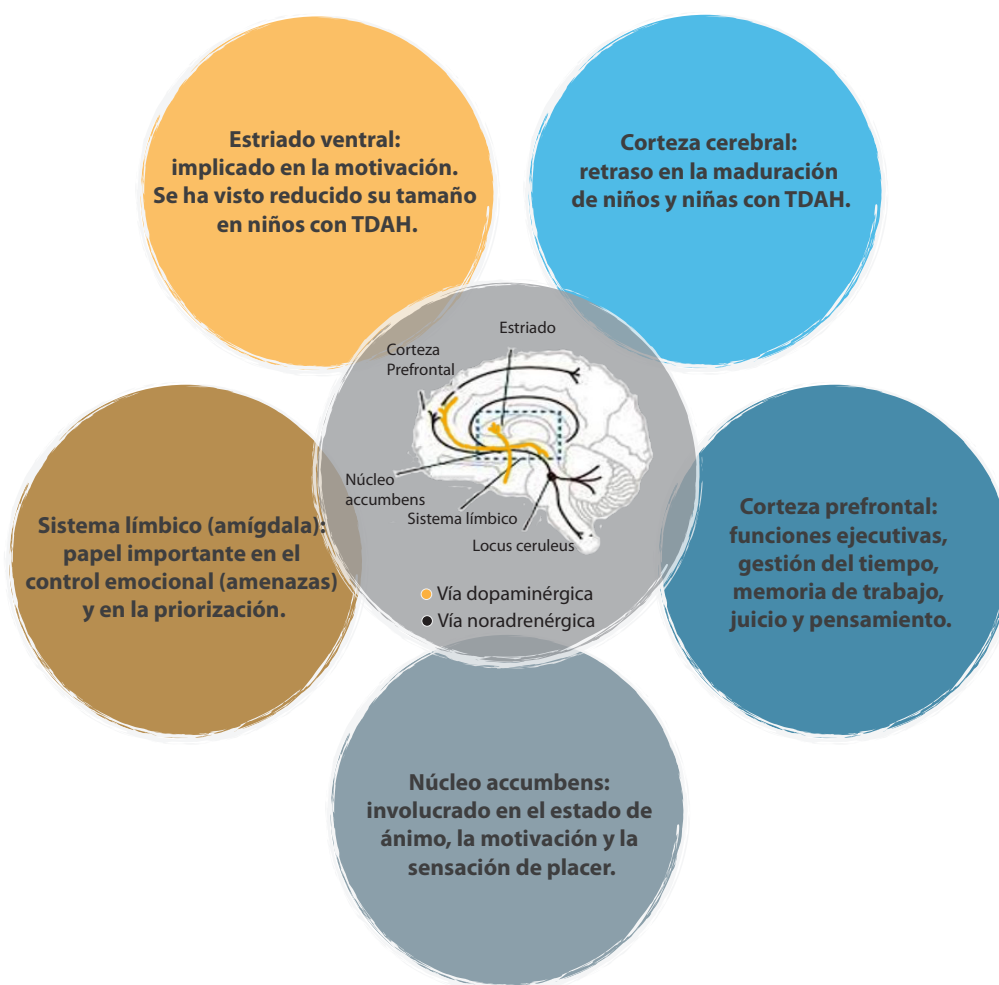 Estriado ventral:
implicado en la motivación.
Se ha visto reducido su tamaño
en niños con TDAH.
Corteza cerebral:
retraso en la maduración
de niños y niñas con TDAH.
Estriado
Corteza
Prefrontal
Núcleo
accumbens
Sistema límbico
Locus ceruleus
Vía dopaminérgica
Vía noradrenérgica
Sistema límbico (amígdala):
papel importante en el
control emocional (amenazas)
y en la priorización.
Corteza prefrontal:
funciones ejecutivas,
gestión del tiempo,
memoria de trabajo,
juicio y pensamiento.
Núcleo accumbens:
involucrado en el estado de
ánimo, la motivación y la
sensación de placer.